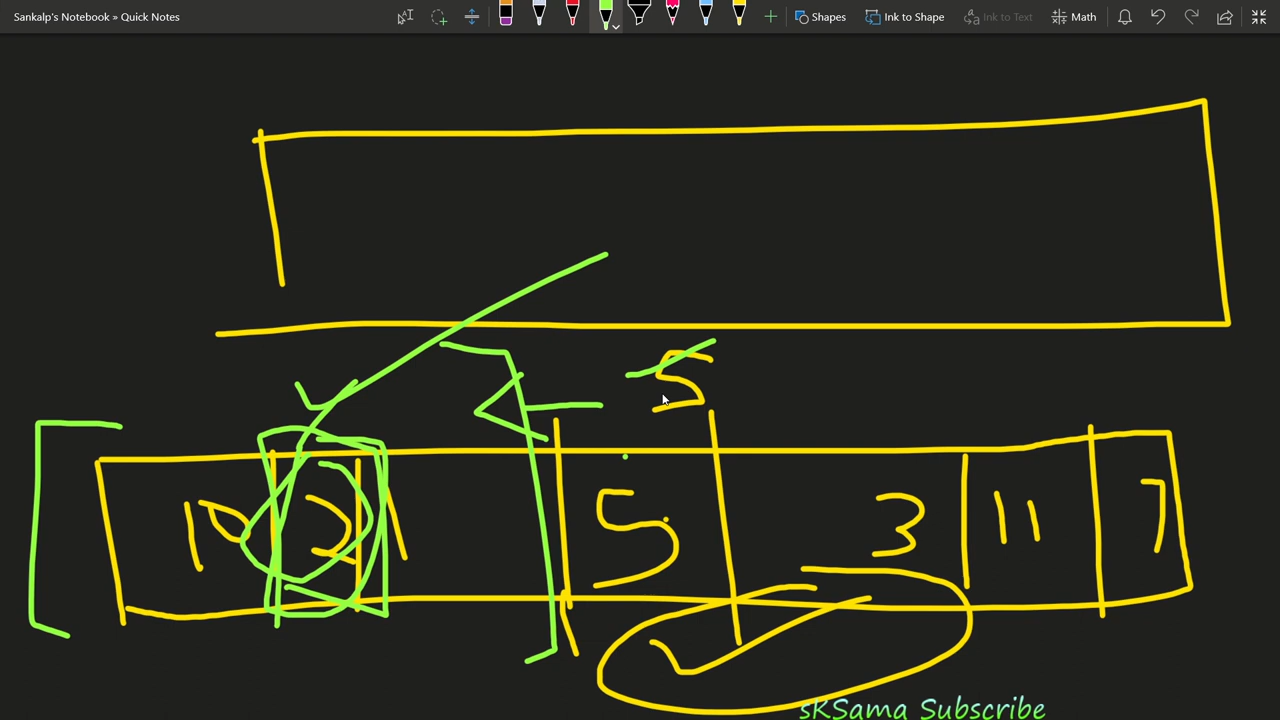 Sankalp's Notebook » Quick Notes
Shapes Ink to Shape Ink to Text Math
5
10 2 5 3 11 7
sKSama Subscribe